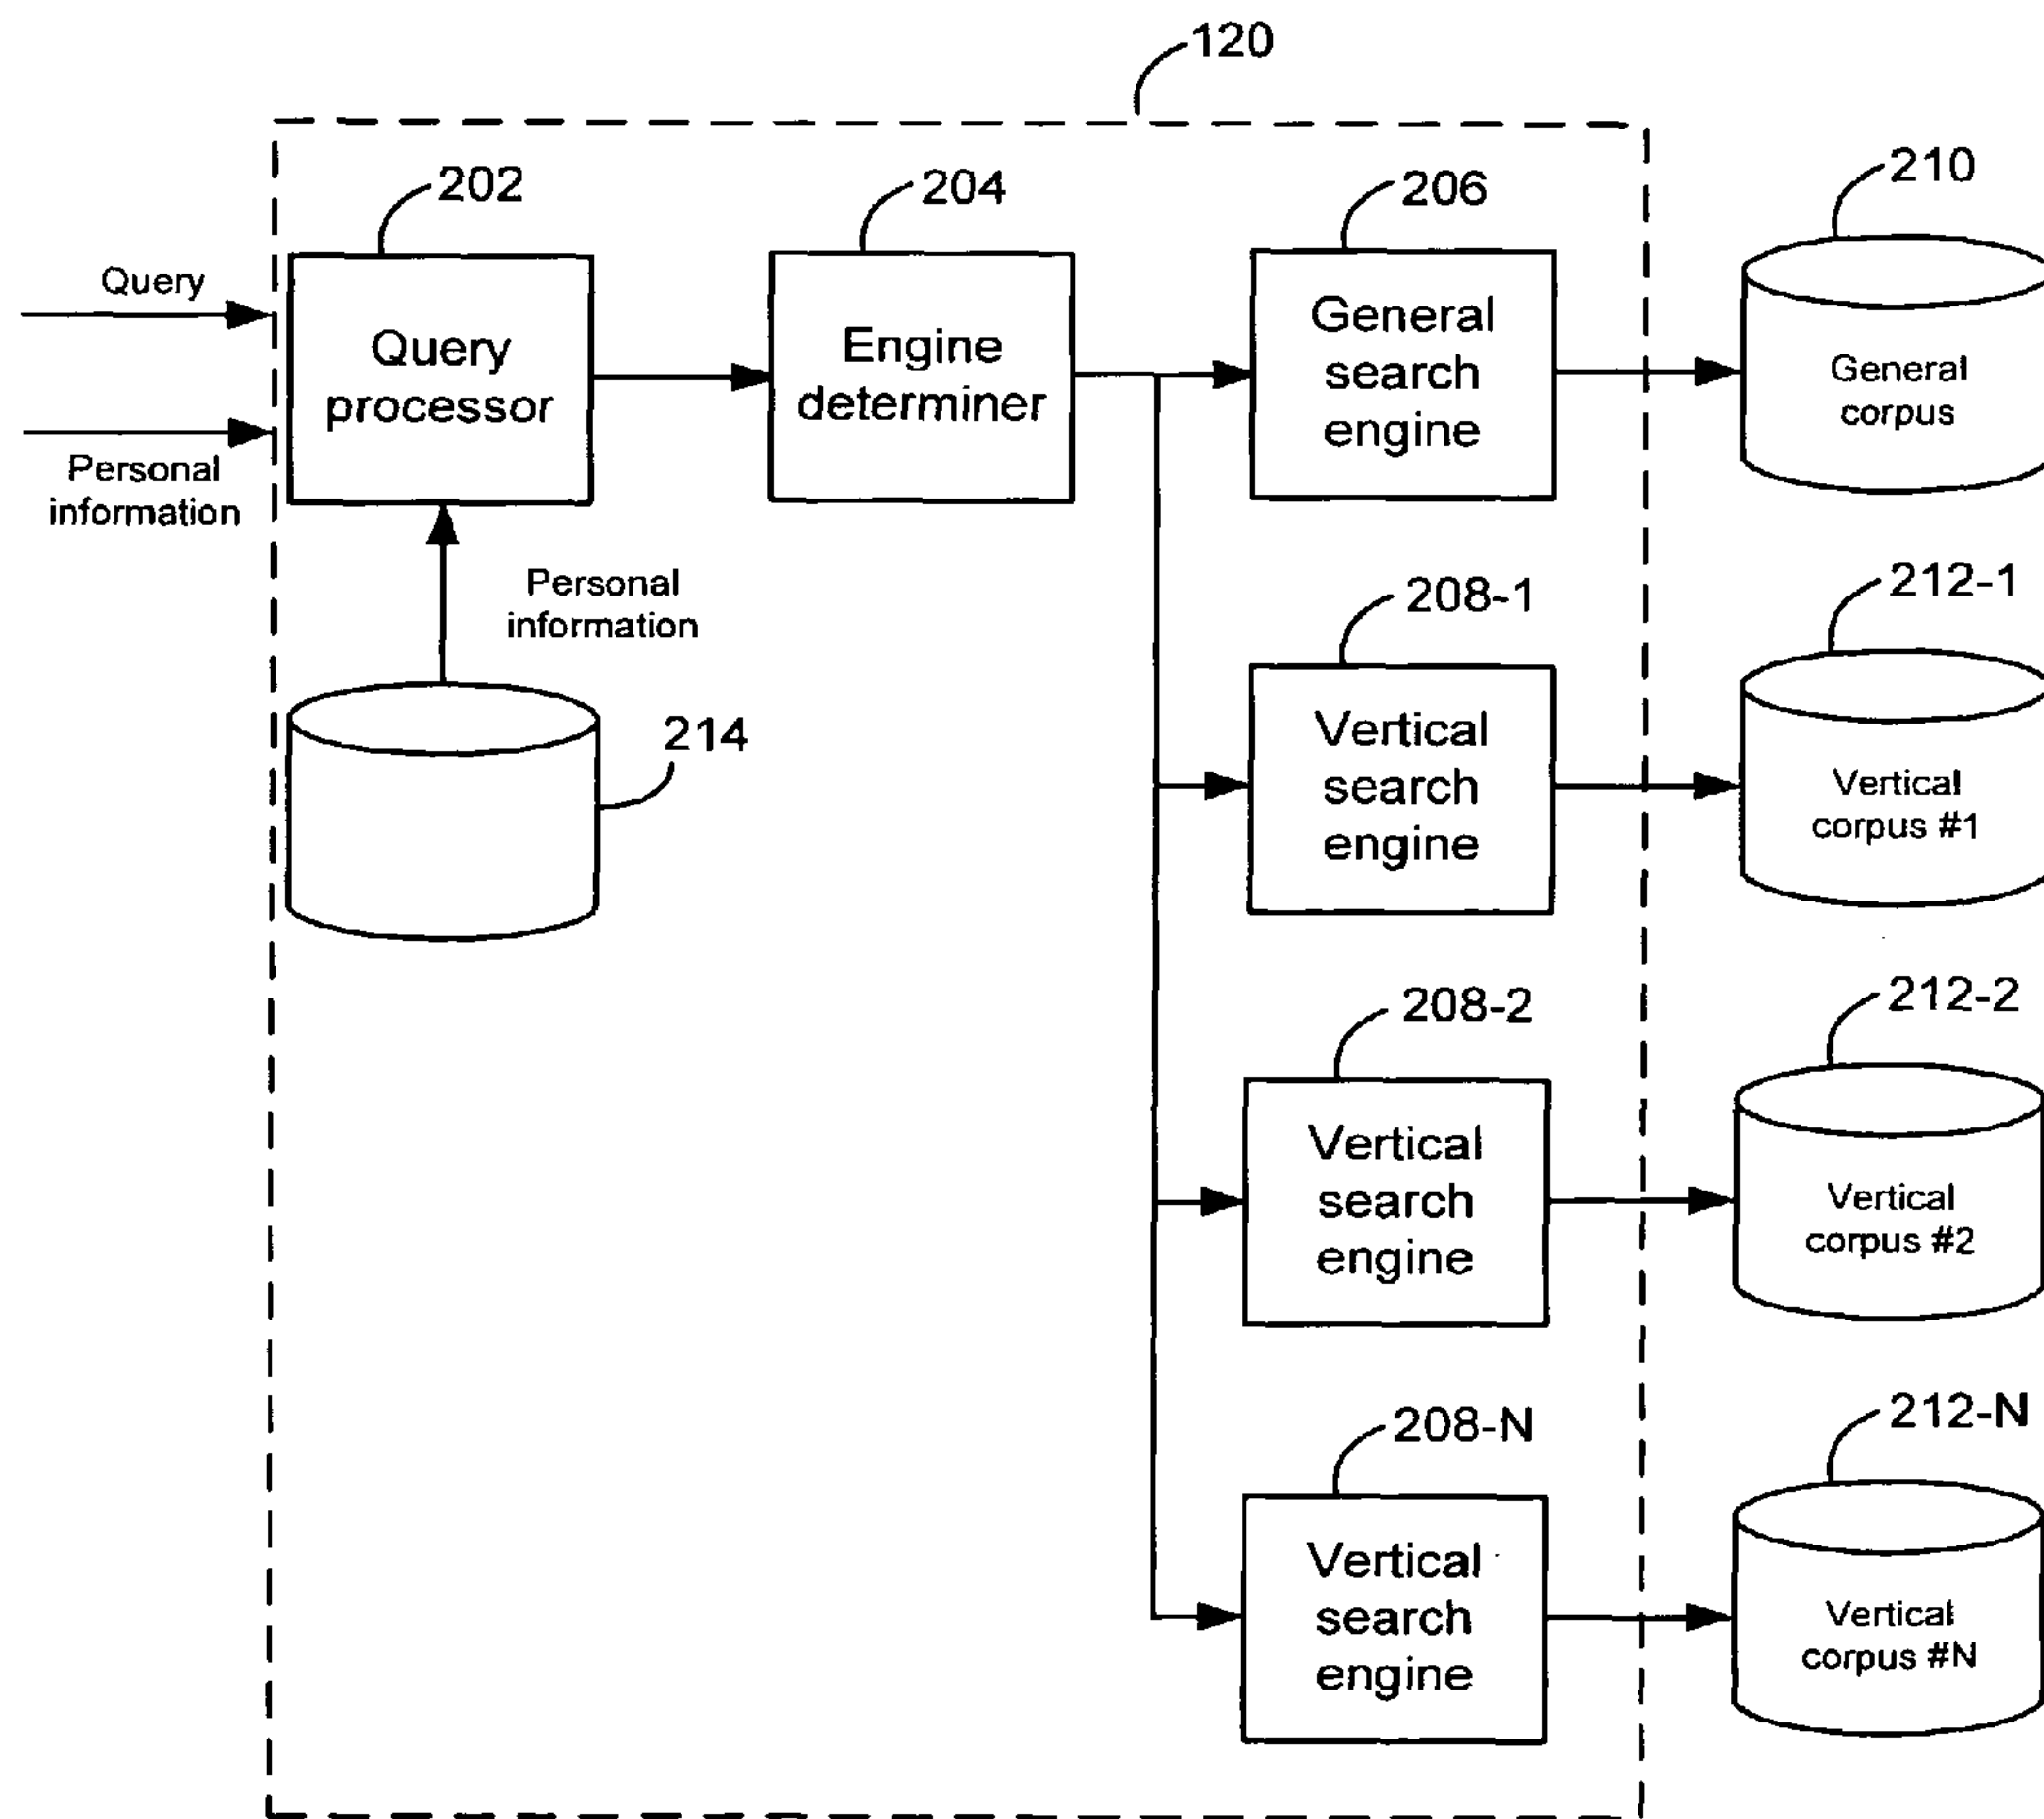 120
202
204
206
210
Query
Personal
information
Query
processor
Engine
determiner
General
search
engine
General
corpus
Personal
information
214
208-1
212-1
Vertical
search
engine
Vertical
corpus #1
208-2
212-2
Vertical
search
engine
Vertical
corpus #2
208-N
212-N
Vertical
search
engine
Vertical
corpus #N